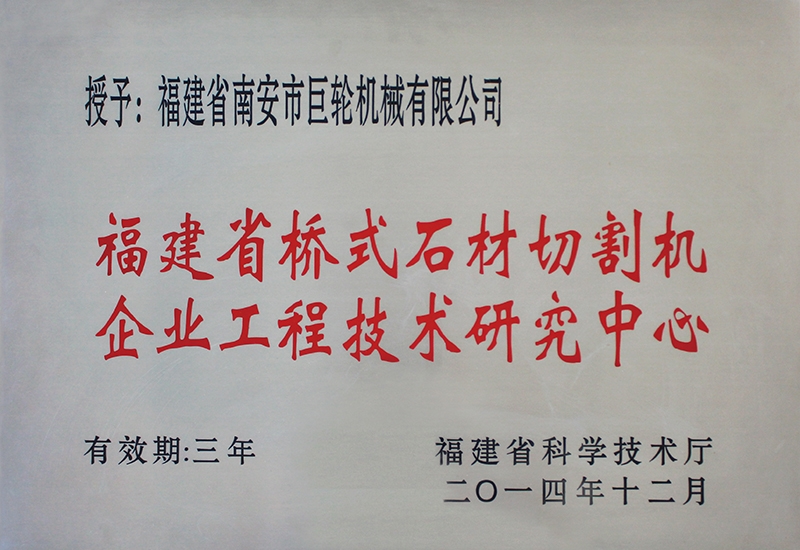 授予：福建省南安市巨轮机械有限公司
福建省桥式石材切割机
企业工程技术研究中心
有效期:三年
福建省科学技术厅
二〇一四年十二月